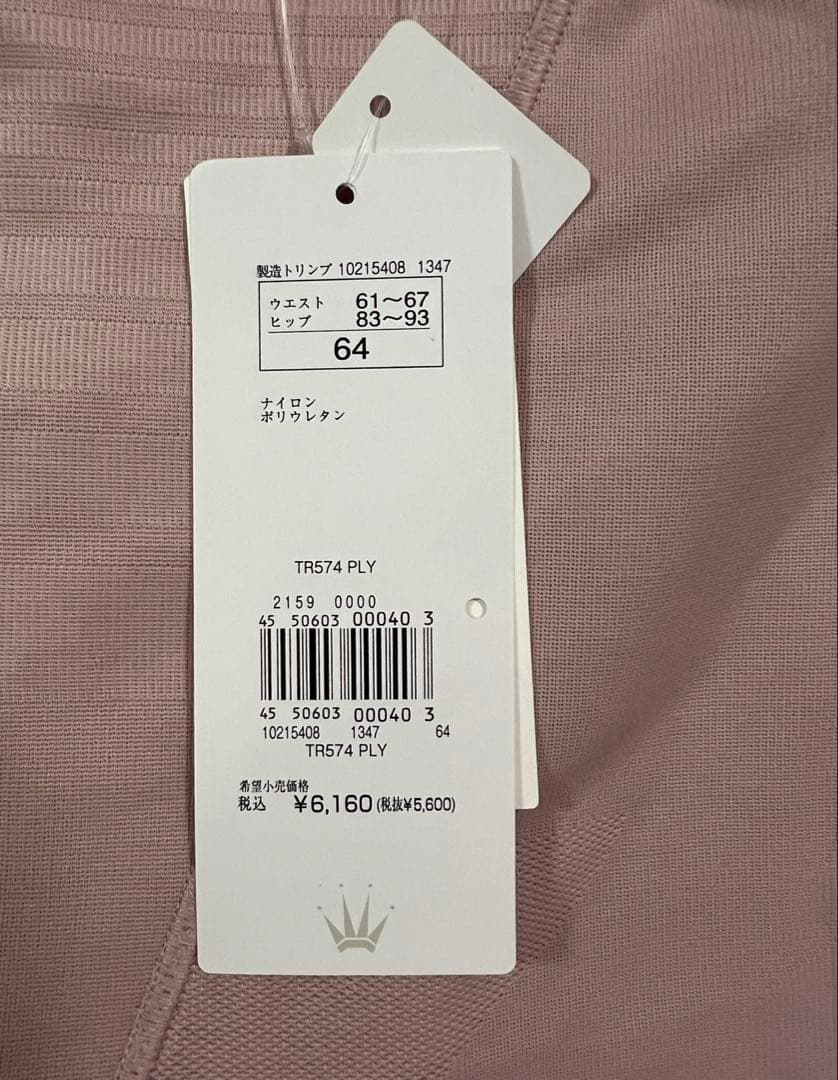 製造トリンプ 10215408 1347
ウエスト 61～67
ヒップ 83～93
64
ナイロン
ポリウレタン
TR574 PLY
2159 0000
45 50603 00040 3
45 50603 00040 3
10215408 1347 64
TR574 PLY
希望小売価格
税込 ¥6,160(税抜¥5,600)